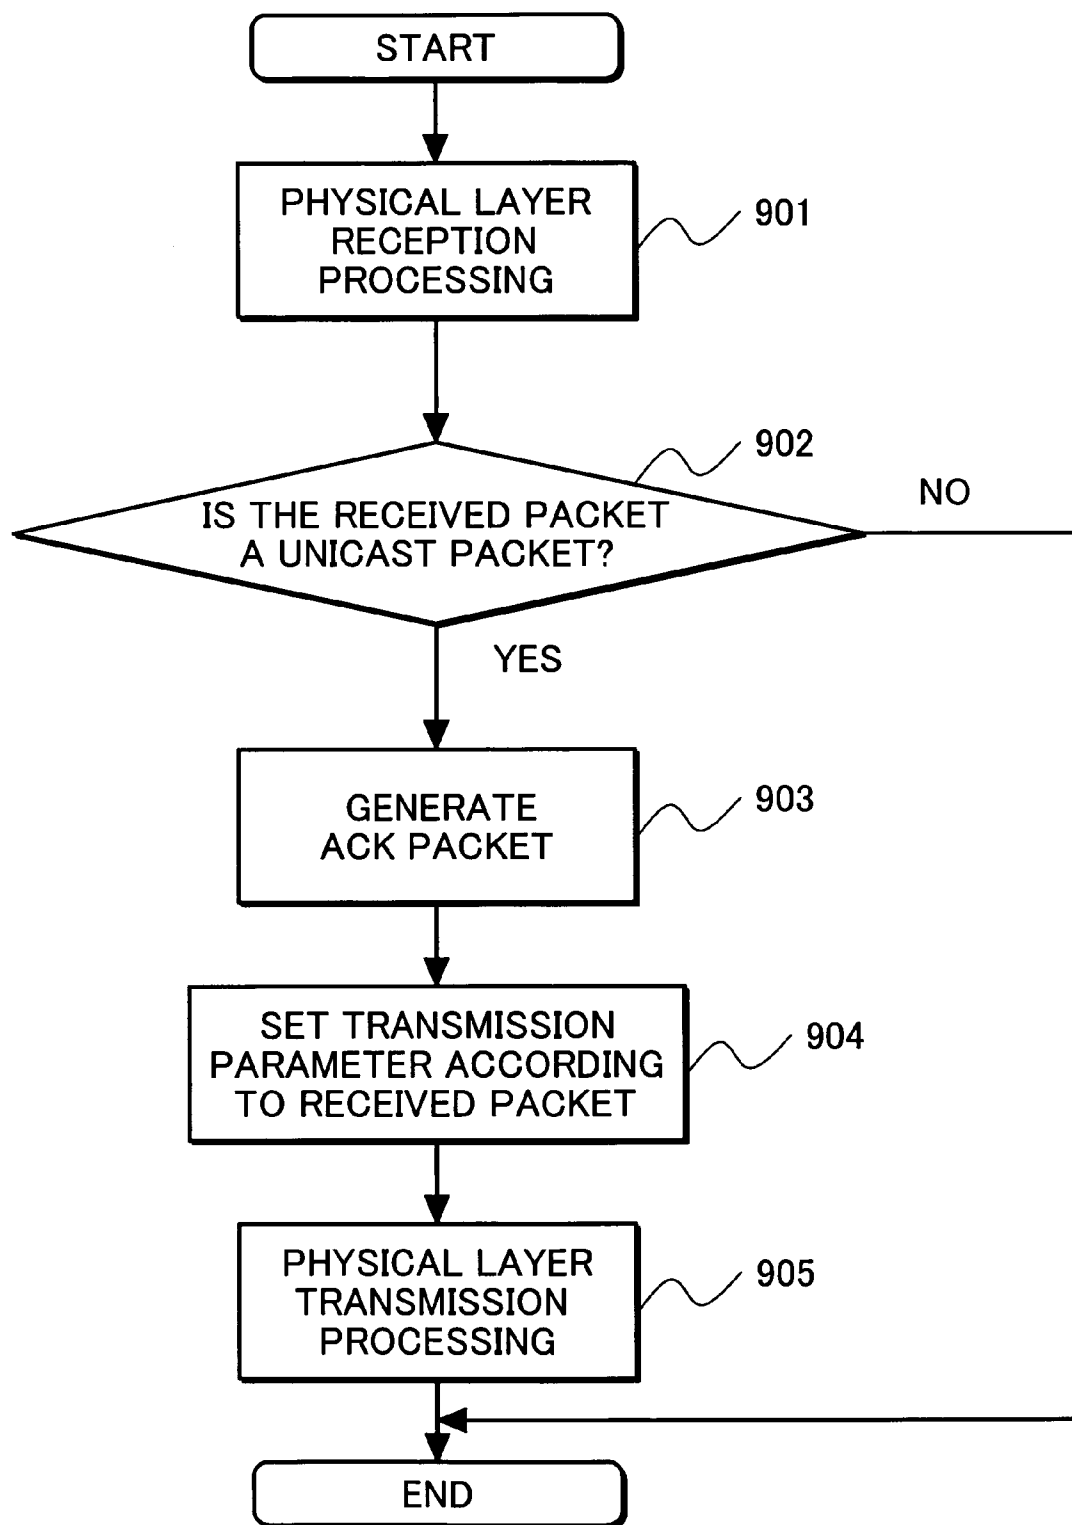 START
PHYSICAL LAYER
RECEPTION
PROCESSING
901
902
IS THE RECEIVED PACKET
A UNICAST PACKET?
NO
YES
GENERATE
ACK PACKET
903
SET TRANSMISSION
PARAMETER ACCORDING
TO RECEIVED PACKET
904
PHYSICAL LAYER
TRANSMISSION
PROCESSING
905
END